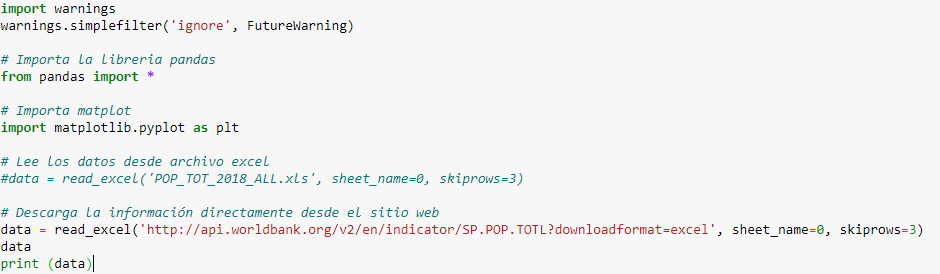 import warnings
warnings.simplefilter('ignore', FutureWarning)
# Importa la libreria pandas
from pandas import *
# Importa matplot
import matplotlib.pyplot as plt
# Lee los datos desde archivo excel
#data = read_excel('POP_TOT_2018_ALL.xls', sheet_name=0, skiprows=3)
# Descarga la información directamente desde el sitio web
data = read_excel('http://api.worldbank.org/v2/en/indicator/SP.POP.TOTL?downloadformat=excel', sheet_name=0, skiprows=3)
data
print (data)